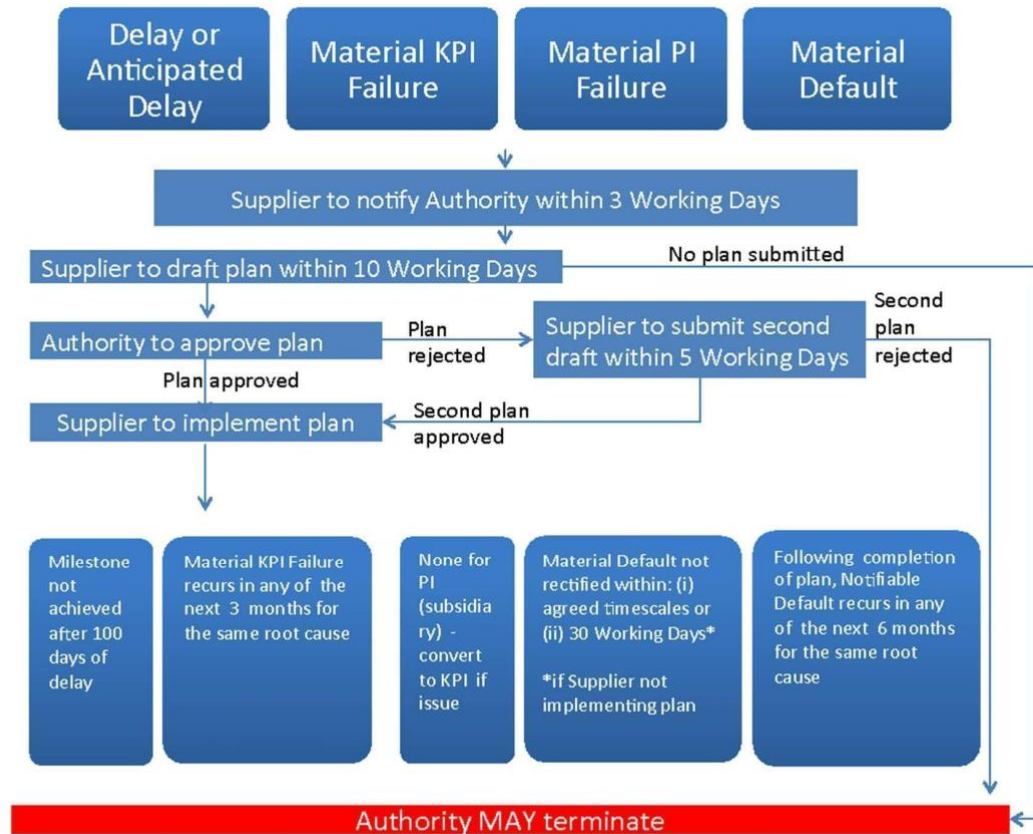 Delay or
Anticipated
Delay
Material KPI
Failure
Material PI
Failure
Material
Default
Supplier to notify Authority within 3 Working Days
Supplier to draft plan within 10 Working Days
No plan submitted
Authority to approve plan
Plan
rejected
Supplier to submit second
draft within 5 Working Days
Second
plan
rejected
Plan approved
Supplier to implement plan
Second plan
approved
Milestone
not
achieved
after 100
days of
delay
Material KPI Failure
recurs in any of the
next 3 months for
the same root cause
None for
PI
(subsidia
ry) -
convert
to KPI if
issue
Material Default not
rectified within: (i)
agreed timescales or
(ii) 30 Working Days*
*if Supplier not
implementing plan
Following completion
of plan, Notifiable
Default recurs in any
of the next 6 months
for the same root
cause
Authority MAY terminate